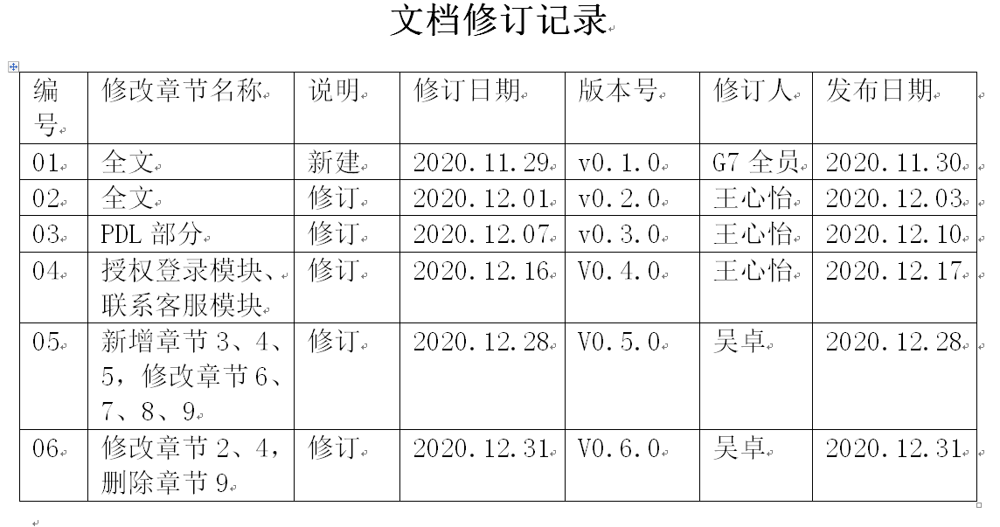 文档修订记录
编号 修改章节名称 说明 修订日期 版本号 修订人 发布日期
01 全文 新建 2020.11.29 v0.1.0 G7 全员 2020.11.30
02 全文 修订 2020.12.01 v0.2.0 王心怡 2020.12.03
03 PDL 部分 修订 2020.12.07 v0.3.0 王心怡 2020.12.10
04 授权登录模块、 修订 2020.12.16 V0.4.0 王心怡 2020.12.17
联系客服模块
05 新增章节 3、4、 修订 2020.12.28 V0.5.0 吴卓 2020.12.28
5，修改章节 6、
7、8、9
06 修改章节 2、4， 修订 2020.12.31 V0.6.0 吴卓 2020.12.31
删除章节 9